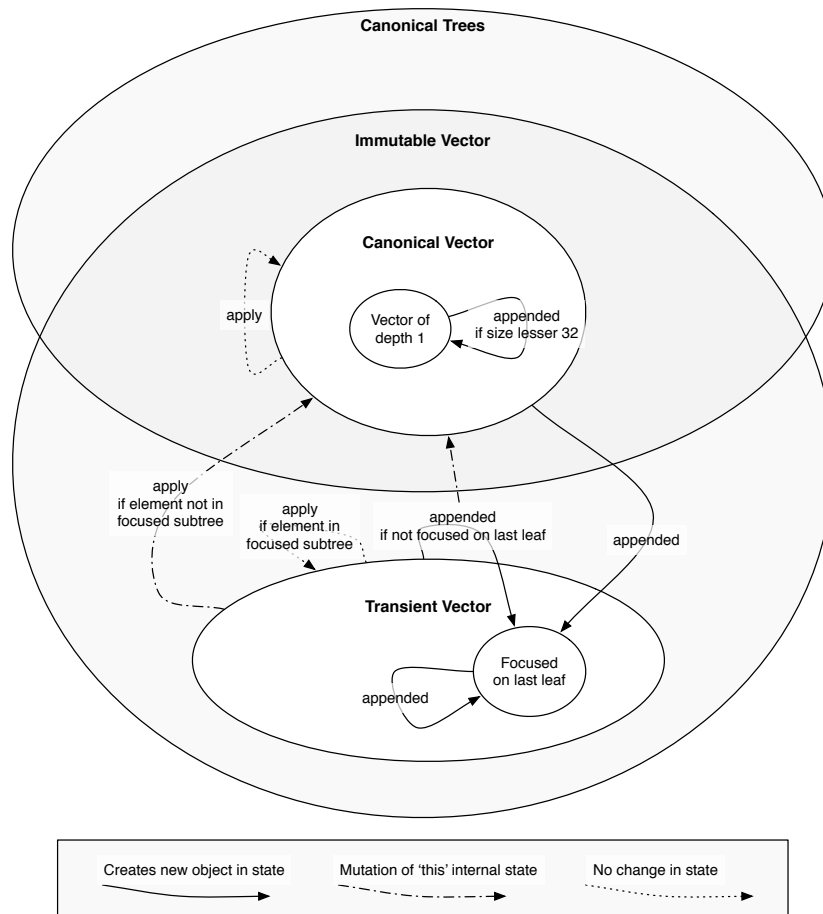 Canonical Trees
Immutable Vector
Canonical Vector
apply
Vector of
depth 1
appended
if size lesser 32
apply
if element not in
focused subtree
apply
if element in
focused subtree
appended
if not focused on last leaf
appended
Transient Vector
Focused
on last leaf
appended
Creates new object in state
Mutation of ‘this’ internal state
No change in state